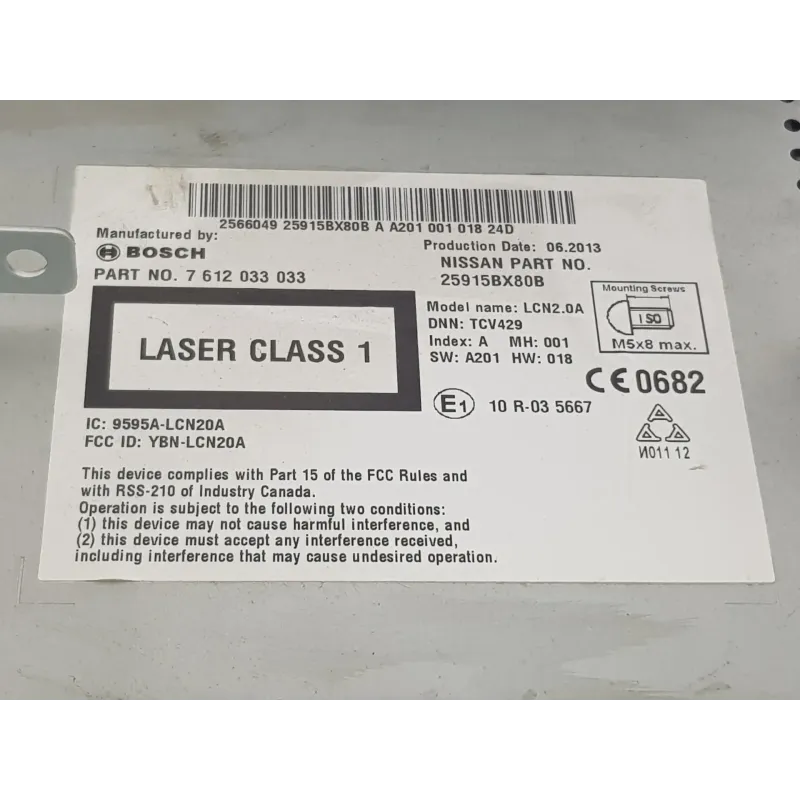 2566049 25915BX80B A A201 001 018 24D
Manufactured by:
BOSCH
PART NO. 7 612 033 033
Production Date: 06.2013
NISSAN PART NO.
25915BX80B
LASER CLASS 1
Model name: LCN2.0A
DNN: TCV429
Index: A MH: 001
SW: A201 HW: 018
Mounting Screws
ISO
M5x8 max.
CE 0682
E1 10 R-03 5667
И011 12
IC: 9595A-LCN20A
FCC ID: YBN-LCN20A
This device complies with Part 15 of the FCC Rules and
with RSS-210 of Industry Canada.
Operation is subject to the following two conditions:
(1) this device may not cause harmful interference, and
(2) this device must accept any interference received,
including interference that may cause undesired operation.